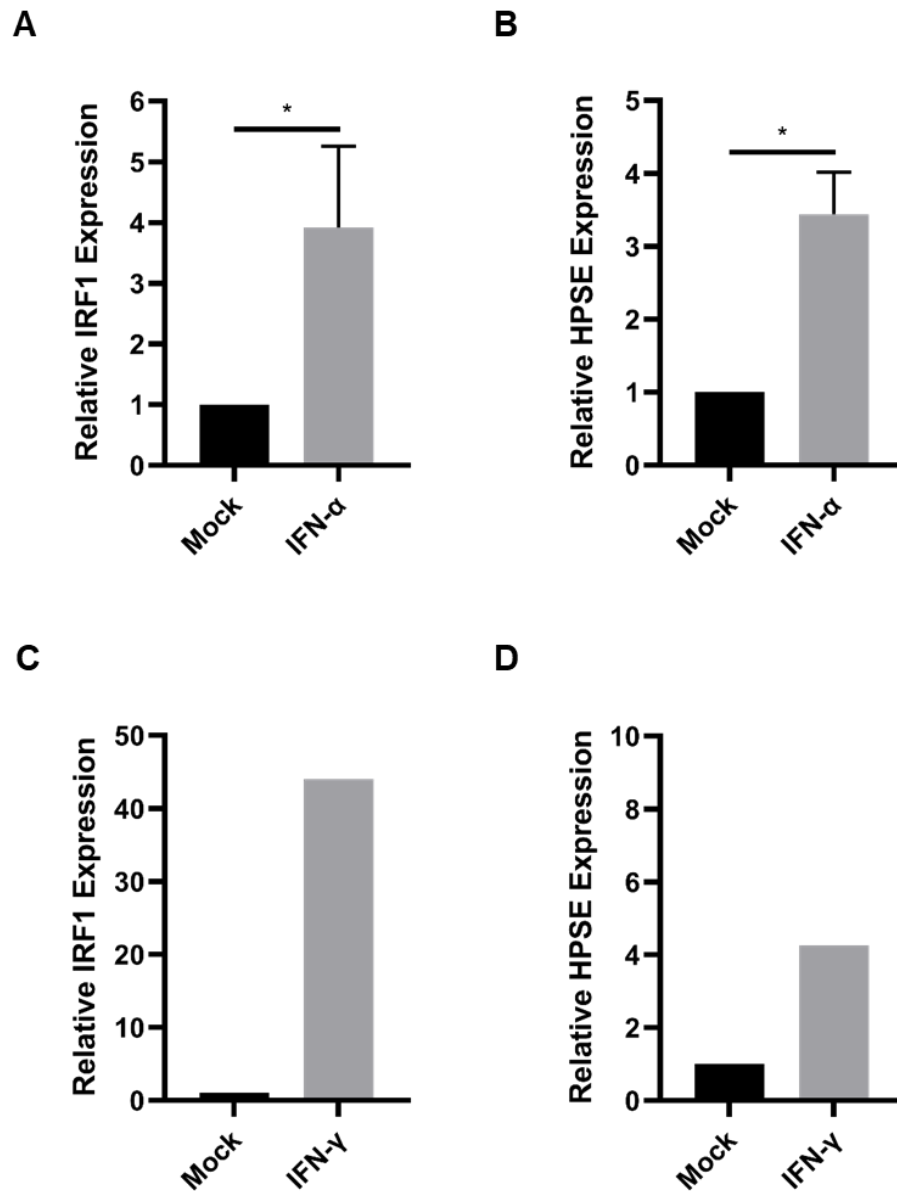 A
Relative IRF1 Expression
6
5
4
3
2
1
0
*
Mock
IFN-α
B
Relative HPSE Expression
5
4
3
2
1
0
*
Mock
IFN-α
C
Relative IRF1 Expression
50
40
30
20
10
0
Mock
IFN-γ
D
Relative HPSE Expression
10
8
6
4
2
0
Mock
IFN-γ